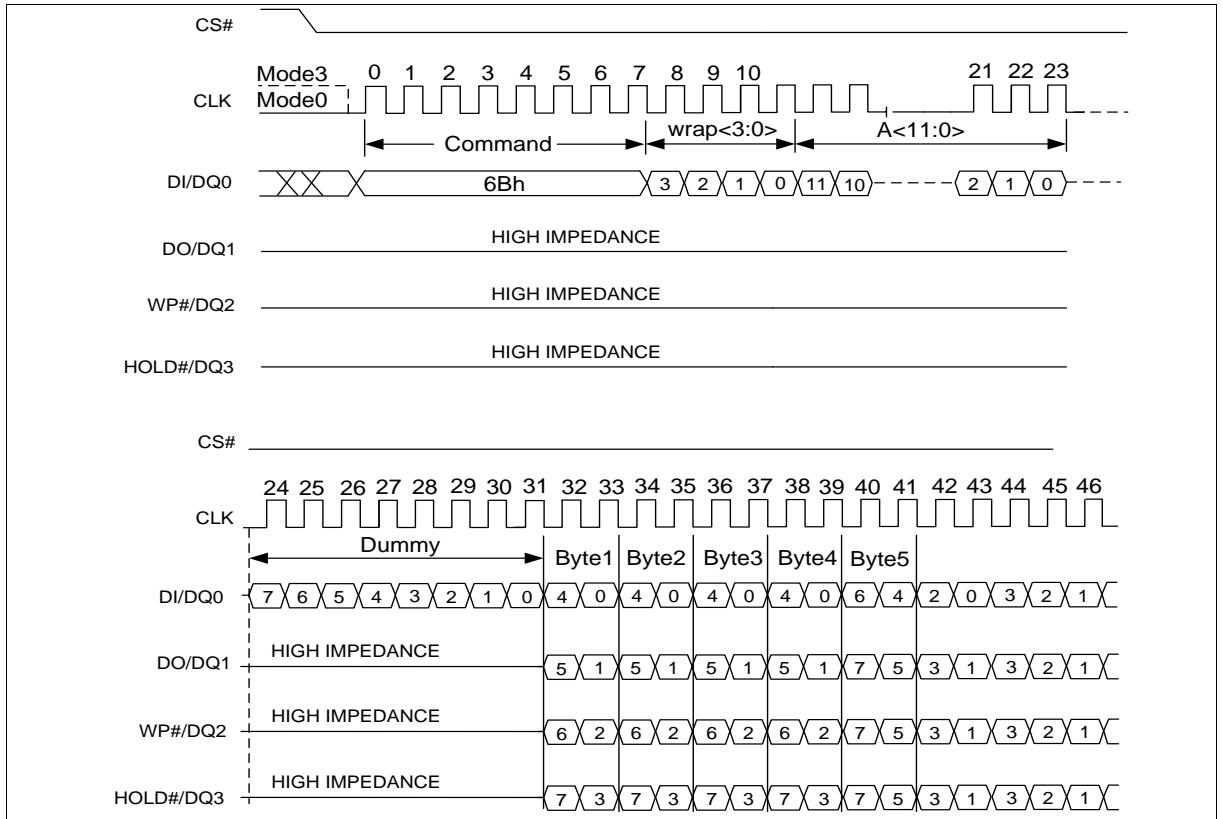 CS#
Mode3 0 1 2 3 4 5 6 7 8 9 10 21 22 23
CLK Mode0
Command wrap<3:0> A<11:0>
DI/DQ0 6Bh 3 2 1 0 11 10 2 1 0
DO/DQ1 HIGH IMPEDANCE
WP#/DQ2 HIGH IMPEDANCE
HOLD#/DQ3 HIGH IMPEDANCE
CS#
24 25 26 27 28 29 30 31 32 33 34 35 36 37 38 39 40 41 42 43 44 45 46
CLK
Dummy Byte1 Byte2 Byte3 Byte4 Byte5
DI/DQ0 7 6 5 4 3 2 1 0 4 0 4 0 4 0 4 0 6 4 2 0 3 2 1
DO/DQ1 HIGH IMPEDANCE 5 1 5 1 5 1 5 1 7 5 3 1 3 2 1
WP#/DQ2 HIGH IMPEDANCE 6 2 6 2 6 2 6 2 7 5 3 1 3 2 1
HOLD#/DQ3 HIGH IMPEDANCE 7 3 7 3 7 3 7 3 7 5 3 1 3 2 1